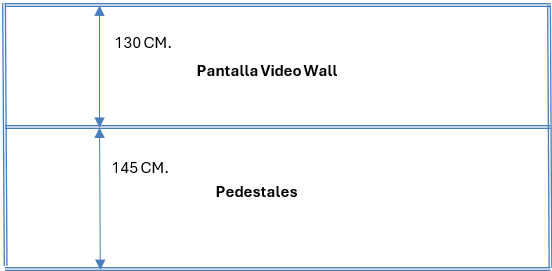 130 CM.
Pantalla Video Wall
145 CM.
Pedestales